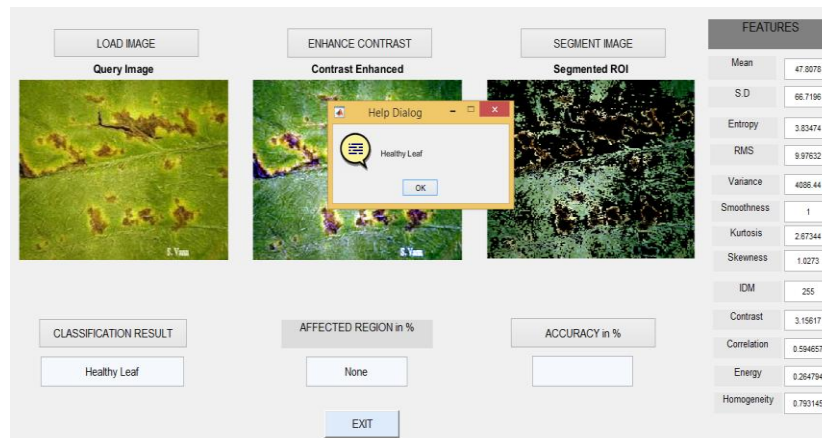 LOAD IMAGE
ENHANCE CONTRAST
SEGMENT IMAGE
FEATURES
Query Image
Contrast Enhanced
Segmented ROI
Help Dialog
Healthy Leaf
OK
Mean 47.8078
S.D 66.7196
Entropy 3.83474
RMS 9.97632
Variance 4086.44
Smoothness 1
Kurtosis 2.67344
Skewness 1.0273
IDM 255
Contrast 3.15617
Correlation 0.594657
Energy 0.264794
Homogeneity 0.793145
CLASSIFICATION RESULT
AFFECTED REGION in %
ACCURACY in %
Healthy Leaf
None
EXIT